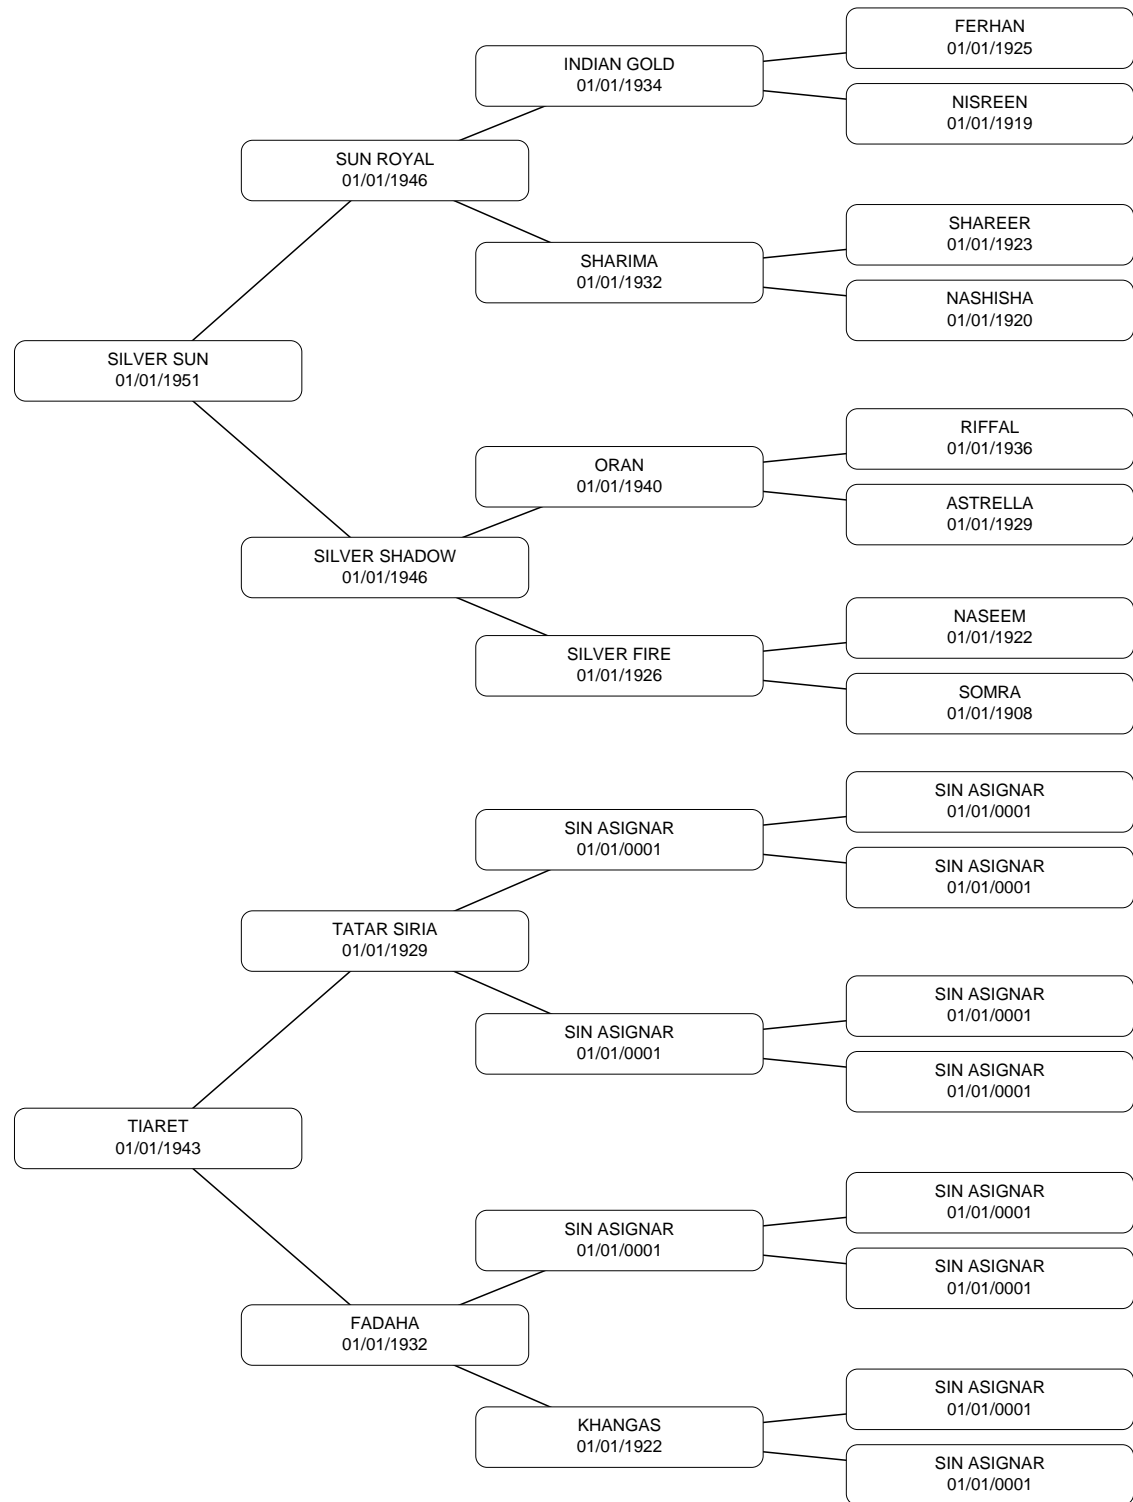 FERHAN
01/01/1925
INDIAN GOLD
01/01/1934
NISREEN
01/01/1919
SUN ROYAL
01/01/1946
SHAREER
01/01/1923
SHARIMA
01/01/1932
NASHISHA
01/01/1920
SILVER SUN
01/01/1951
RIFFAL
01/01/1936
ORAN
01/01/1940
ASTRELLA
01/01/1929
SILVER SHADOW
01/01/1946
NASEEM
01/01/1922
SILVER FIRE
01/01/1926
SOMRA
01/01/1908
SIN ASIGNAR
01/01/0001
SIN ASIGNAR
01/01/0001
SIN ASIGNAR
01/01/0001
TATAR SIRIA
01/01/1929
SIN ASIGNAR
01/01/0001
SIN ASIGNAR
01/01/0001
SIN ASIGNAR
01/01/0001
TIARET
01/01/1943
SIN ASIGNAR
01/01/0001
SIN ASIGNAR
01/01/0001
SIN ASIGNAR
01/01/0001
FADAHA
01/01/1932
SIN ASIGNAR
01/01/0001
KHANGAS
01/01/1922
SIN ASIGNAR
01/01/0001